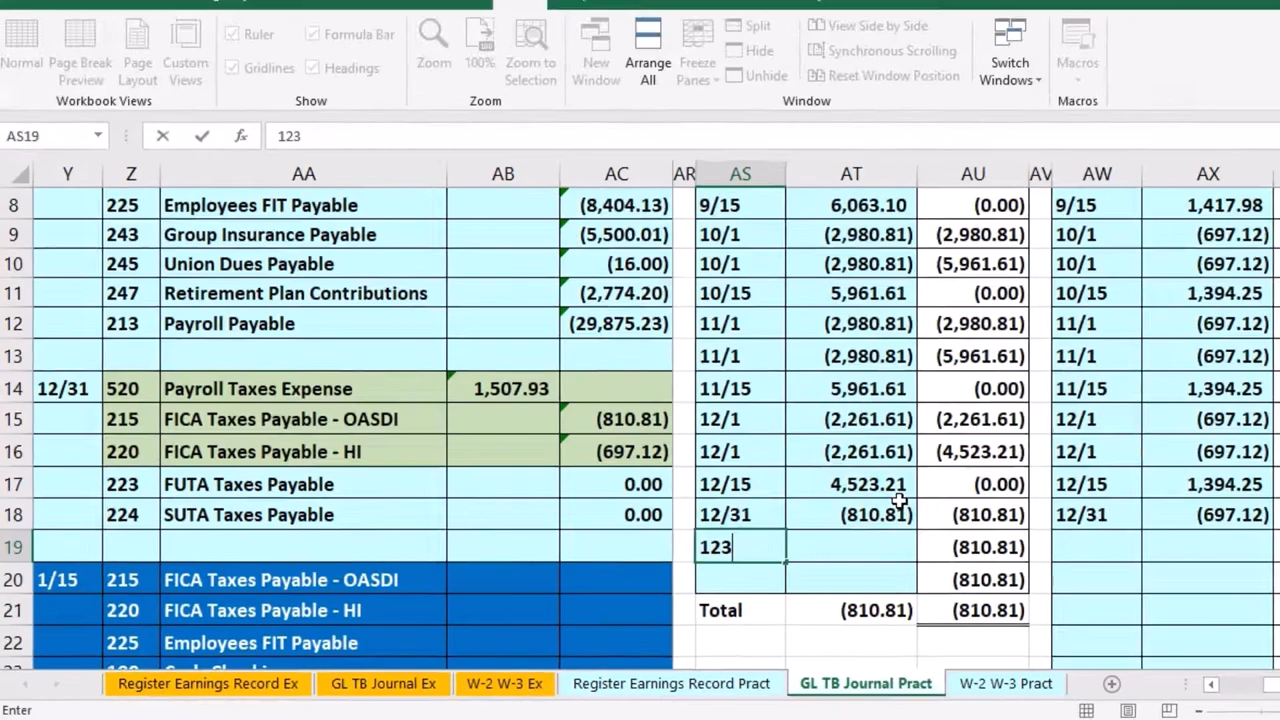 Normal
Page Break
Preview
Page
Layout
Custom
Views
Workbook Views
Ruler
Formula Bar
Gridlines
Headings
Show
Zoom
100%
Zoom to
Selection
Zoom
New
Window
Arrange
All
Freeze
Panes
Split
Hide
Unhide
View Side by Side
Synchronous Scrolling
Reset Window Position
Window
Switch
Windows
Macros
Macros
AS19 fx 123
Y Z AA AB AC AR AS AT AU AV AW AX
8 225 Employees FIT Payable (8,404.13) 9/15 6,063.10 (0.00) 9/15 1,417.98
9 243 Group Insurance Payable (5,500.01) 10/1 (2,980.81) (2,980.81) 10/1 (697.12)
10 245 Union Dues Payable (16.00) 10/1 (2,980.81) (5,961.61) 10/1 (697.12)
11 247 Retirement Plan Contributions (2,774.20) 10/15 5,961.61 (0.00) 10/15 1,394.25
12 213 Payroll Payable (29,875.23) 11/1 (2,980.81) (2,980.81) 11/1 (697.12)
13 11/1 (2,980.81) (5,961.61) 11/1 (697.12)
14 12/31 520 Payroll Taxes Expense 1,507.93 11/15 5,961.61 (0.00) 11/15 1,394.25
15 215 FICA Taxes Payable - OASDI (810.81) 12/1 (2,261.61) (2,261.61) 12/1 (697.12)
16 220 FICA Taxes Payable - HI (697.12) 12/1 (2,261.61) (4,523.21) 12/1 (697.12)
17 223 FUTA Taxes Payable 0.00 12/15 4,523.21 (0.00) 12/15 1,394.25
18 224 SUTA Taxes Payable 0.00 12/31 (810.81) (810.81) 12/31 (697.12)
19 123 (810.81)
20 1/15 215 FICA Taxes Payable - OASDI (810.81)
21 220 FICA Taxes Payable - HI Total (810.81) (810.81)
22 225 Employees FIT Payable
Register Earnings Record Ex GL TB Journal Ex W-2 W-3 Ex Register Earnings Record Pract GL TB Journal Pract W-2 W-3 Pract
Enter